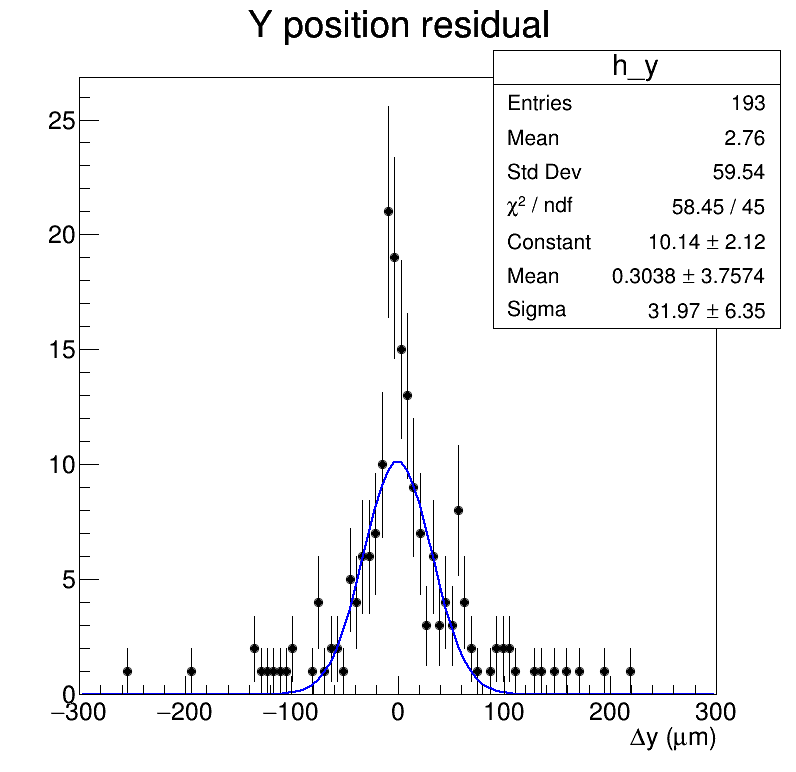 Y position residual
h_y
Entries 193
Mean 2.76
Std Dev 59.54
χ² / ndf 58.45 / 45
Constant 10.14 ± 2.12
Mean 0.3038 ± 3.7574
Sigma 31.97 ± 6.35
25
20
15
10
5
0
−300 −200 −100 0 100 200 300
Δy (μm)